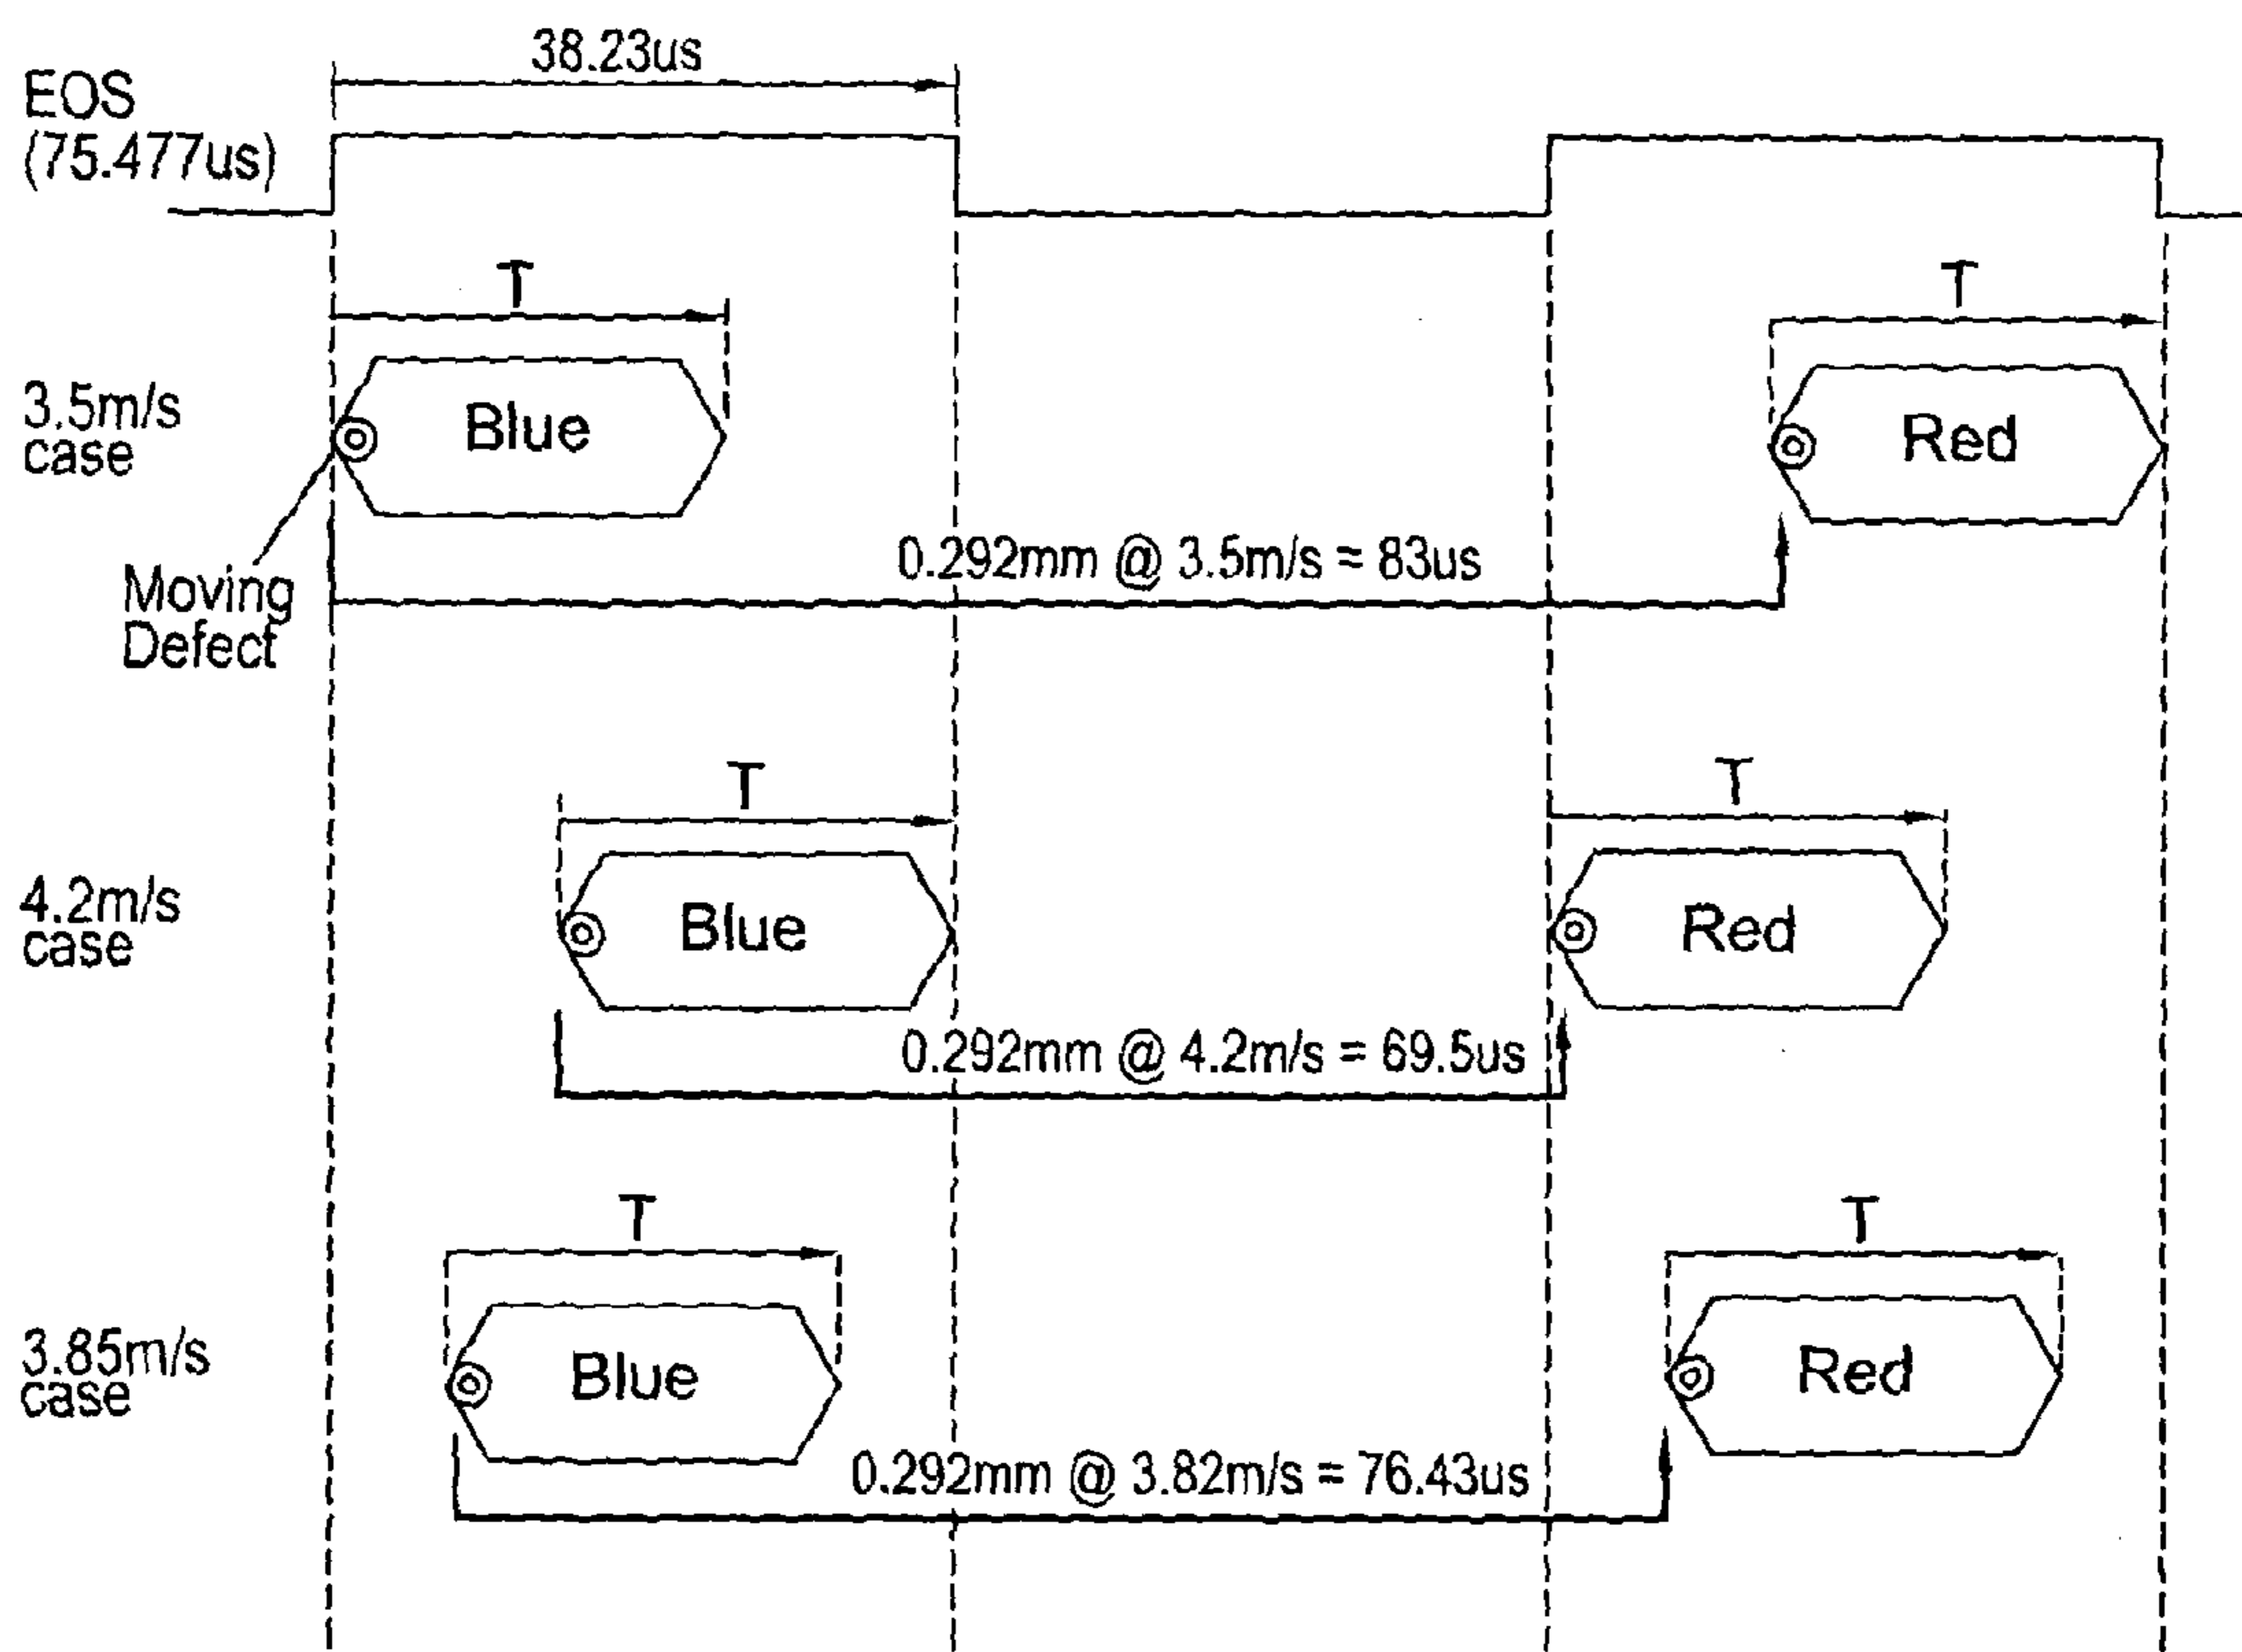 38.23us
EOS
(75.477us)
T
T
3.5m/s
case
Blue
Red
0.292mm @ 3.5m/s = 83us
Moving
Defect
T
T
4.2m/s
case
Blue
Red
0.292mm @ 4.2m/s = 69.5us
T
T
3.85m/s
case
Blue
Red
0.292mm @ 3.82m/s = 76.43us